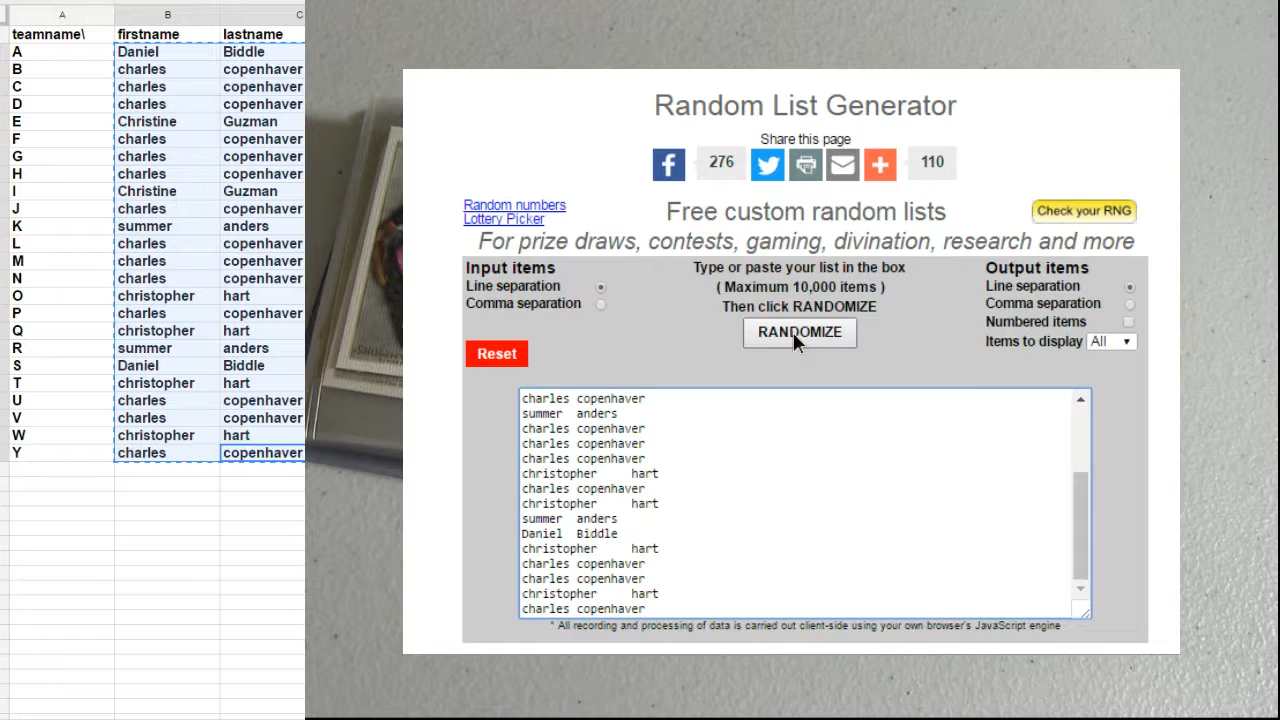 A B C
teamname\ firstname lastname
A Daniel Biddle
B charles copenhaver
C charles copenhaver
D charles copenhaver
E Christine Guzman
F charles copenhaver
G charles copenhaver
H charles copenhaver
I Christine Guzman
J charles copenhaver
K summer anders
L charles copenhaver
M charles copenhaver
N charles copenhaver
O christopher hart
P charles copenhaver
Q christopher hart
R summer anders
S Daniel Biddle
T christopher hart
U charles copenhaver
V charles copenhaver
W christopher hart
Y charles copenhaver
Random List Generator
Share this page
276 110
Random numbers
Lottery Picker
Free custom random lists
Check your RNG
For prize draws, contests, gaming, divination, research and more
Input items
Line separation
Comma separation
Reset
Type or paste your list in the box
( Maximum 10,000 items )
Then click RANDOMIZE
RANDOMIZE
Output items
Line separation
Comma separation
Numbered items
Items to display All
charles copenhaver
summer anders
charles copenhaver
charles copenhaver
charles copenhaver
christopher hart
charles copenhaver
christopher hart
summer anders
Daniel Biddle
christopher hart
charles copenhaver
charles copenhaver
christopher hart
charles copenhaver
* All recording and processing of data is carried out client-side using your own browser's JavaScript engine